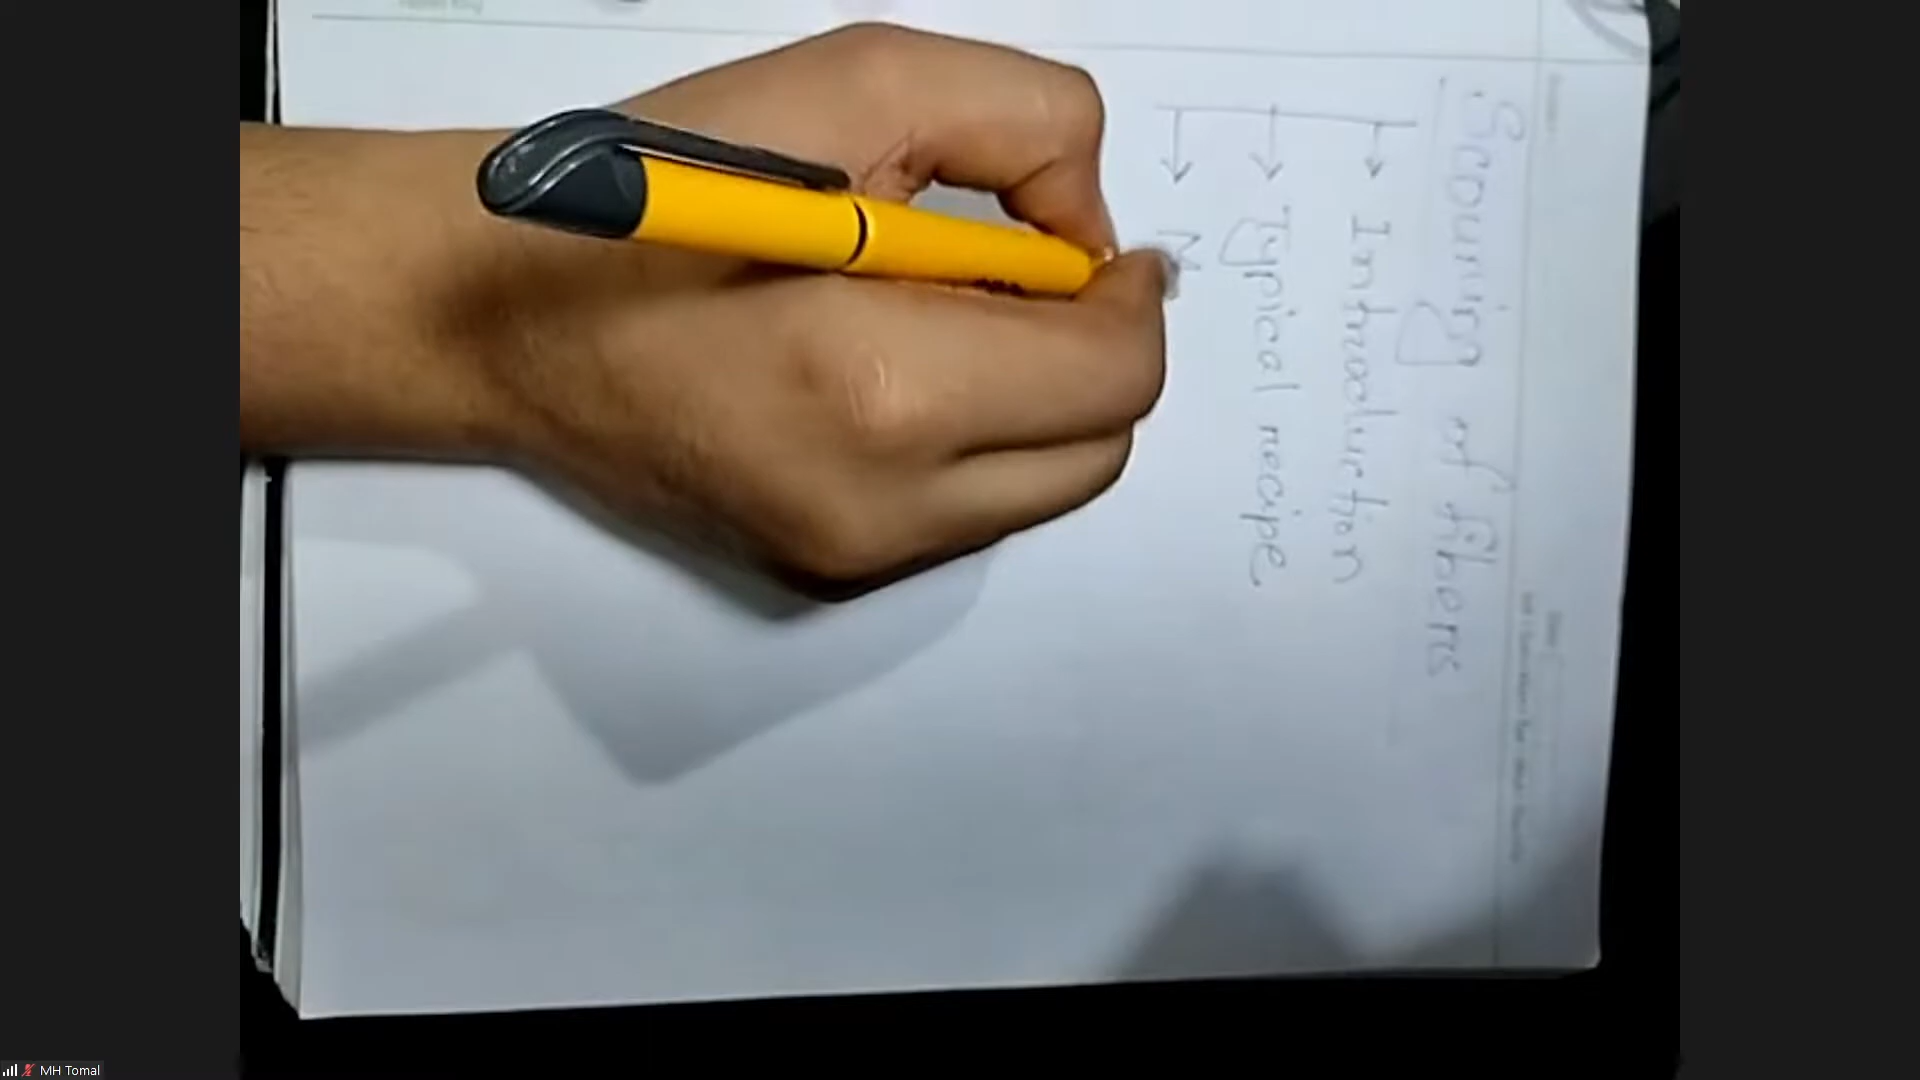 Scouring of fibers
→ Introduction
→ Typical recipe
→ M
MH Tomal